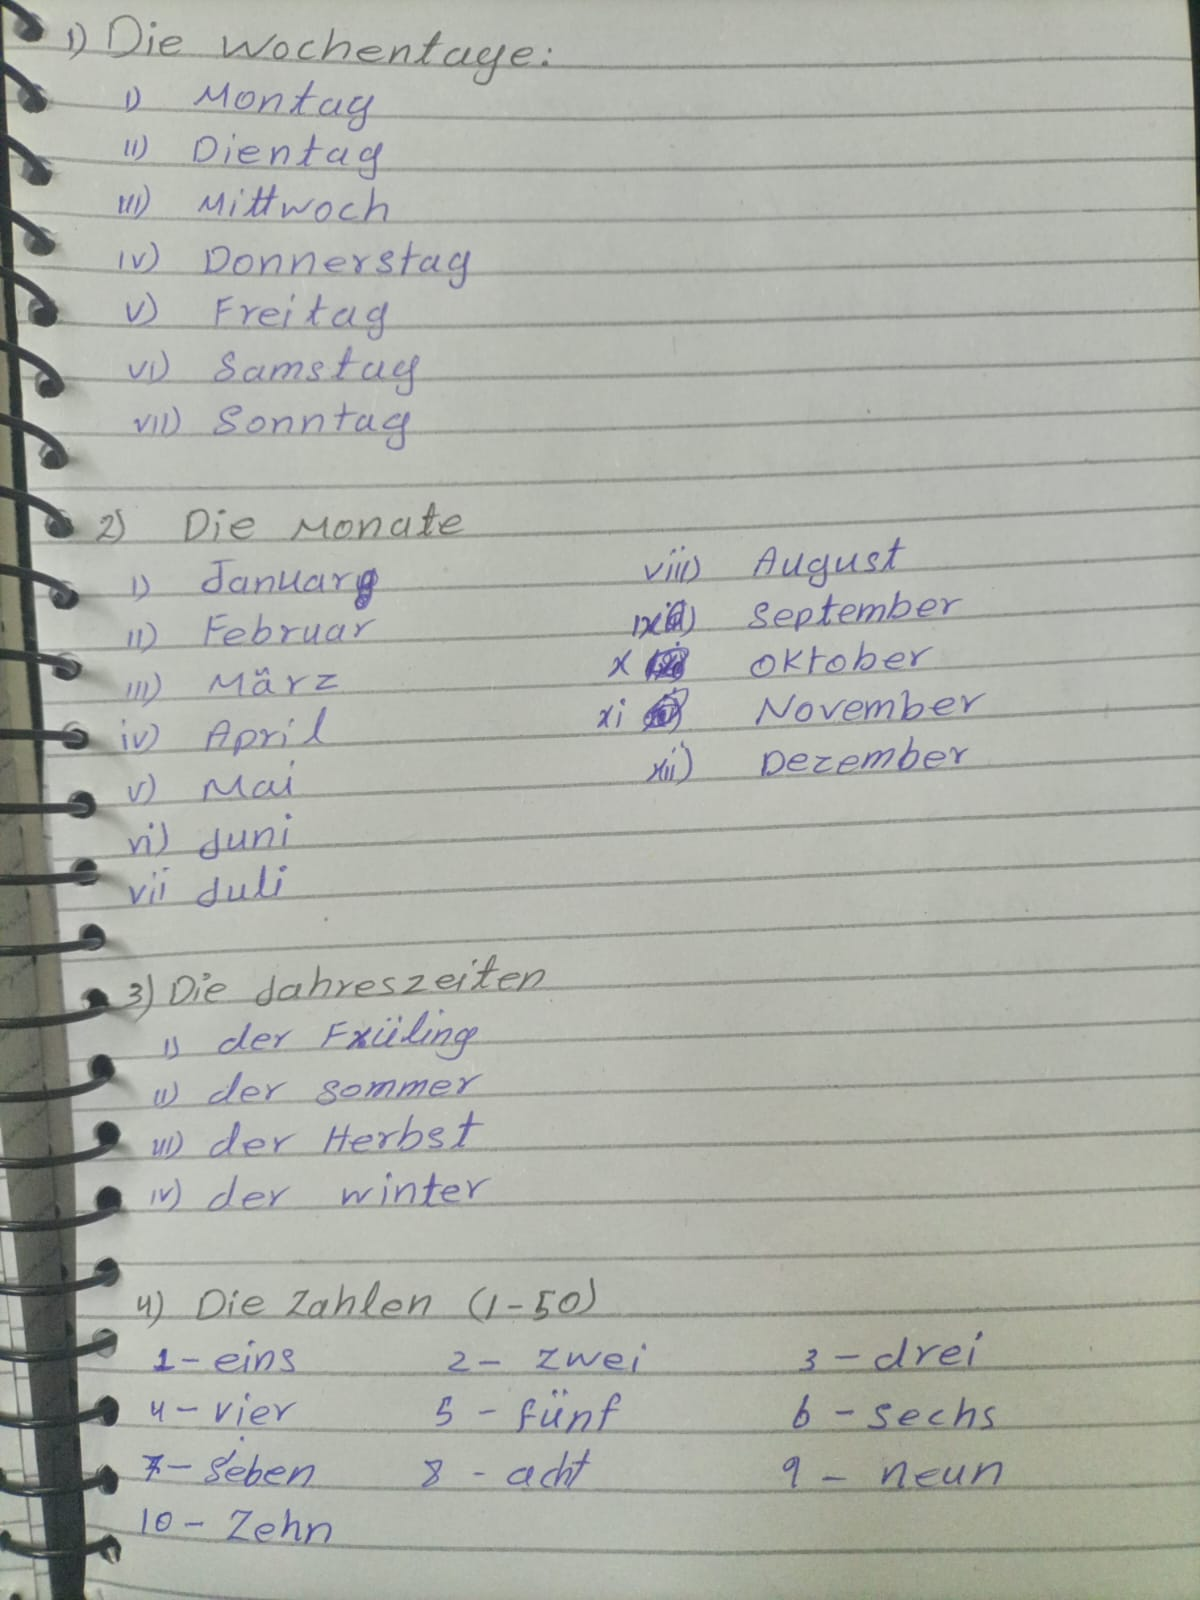 1) Die Wochentage:
i) Montag
ii) Dientag
iii) Mittwoch
iv) Donnerstag
v) Freitag
vi) Samstag
vii) Sonntag
2) Die Monate
i) Januar
ii) Februar
iii) März
iv) April
v) Mai
vi) Juni
vii Juli
viii) August
ix) September
x Oktober
xi November
xii) Dezember
3) Die Jahreszeiten
i) der Früling
ii) der Sommer
iii) der Herbst
iv) der winter
4) Die Zahlen (1-50)
1 - eins 2 - zwei 3 - drei
4 - vier 5 - fünf 6 - sechs
7 - sieben 8 - acht 9 - neun
10 - Zehn